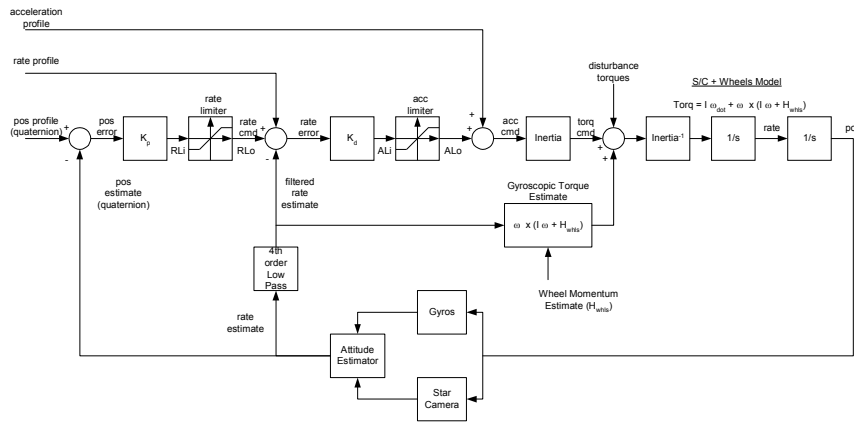 acceleration
profile
rate profile
pos profile
(quaternion)
+
-
pos
error
K_p
RLi
rate
limiter
RLo
rate
cmd
+
+
-
rate
error
K_d
ALi
acc
limiter
ALo
+
+
acc
cmd
Inertia
torq
cmd
disturbance
torques
+
+
S/C + Wheels Model
Torq = I ω_dot + ω x (I ω + H_whls)
Inertia⁻¹
1/s
rate
1/s
pos
estimate
(quaternion)
filtered
rate
estimate
Gyroscopic Torque
Estimate
ω x (I ω + H_whls)
Wheel Momentum
Estimate (H_whls)
4th
order
Low
Pass
rate
estimate
Attitude
Estimator
Gyros
Star
Camera